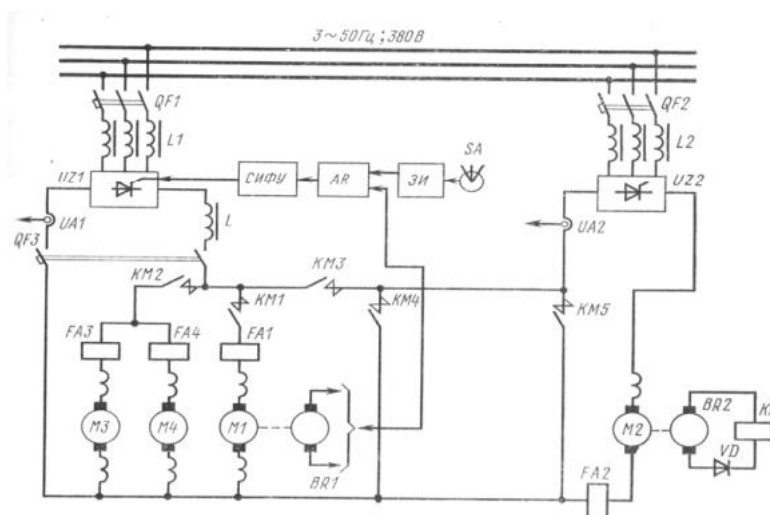 3~50Гц; 380В
QF1
QF2
L1
L2
SA
UZ1
СИФУ
AR
ЗИ
UZ2
UA1
L
UA2
QF3
KM2
KM3
KM1
KM4
KM5
FA3
FA4
FA1
BR2
M3
M4
M1
M2
VD
BR1
FA2